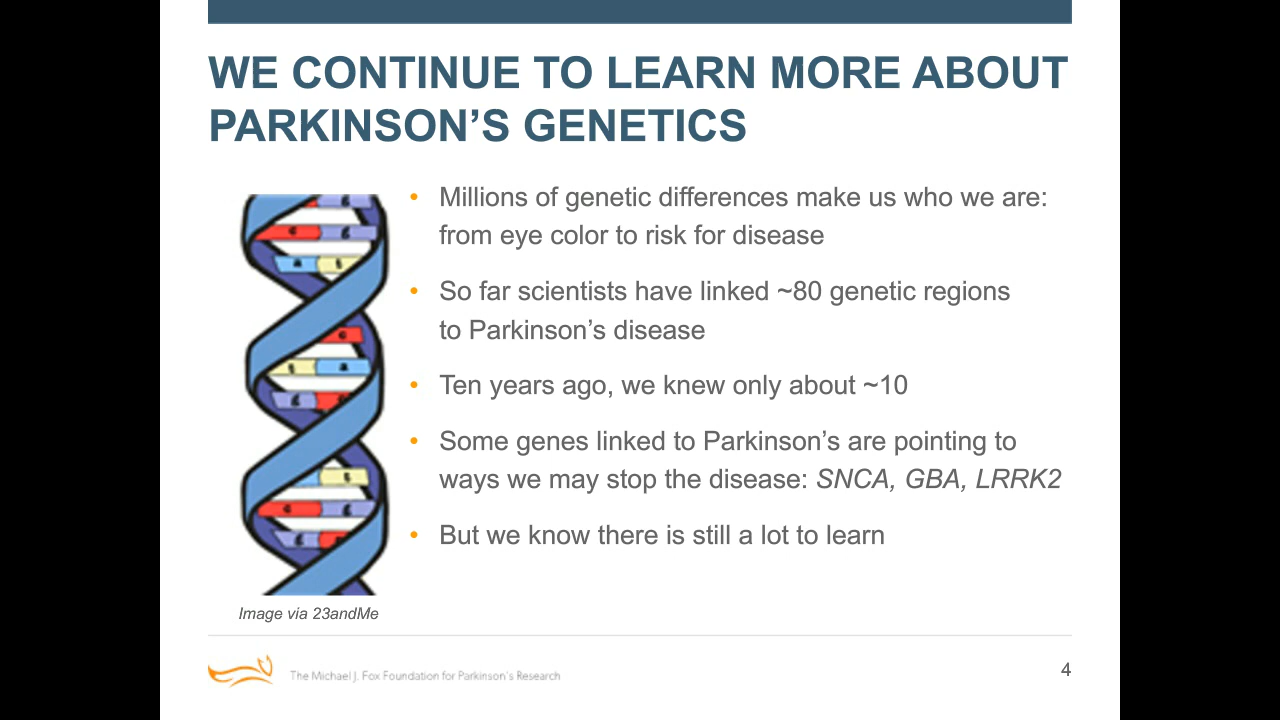 WE CONTINUE TO LEARN MORE ABOUT
PARKINSON’S GENETICS
• Millions of genetic differences make us who we are:
from eye color to risk for disease
• So far scientists have linked ~80 genetic regions
to Parkinson’s disease
• Ten years ago, we knew only about ~10
• Some genes linked to Parkinson’s are pointing to
ways we may stop the disease: SNCA, GBA, LRRK2
• But we know there is still a lot to learn
Image via 23andMe
The Michael J. Fox Foundation for Parkinson’s Research
4